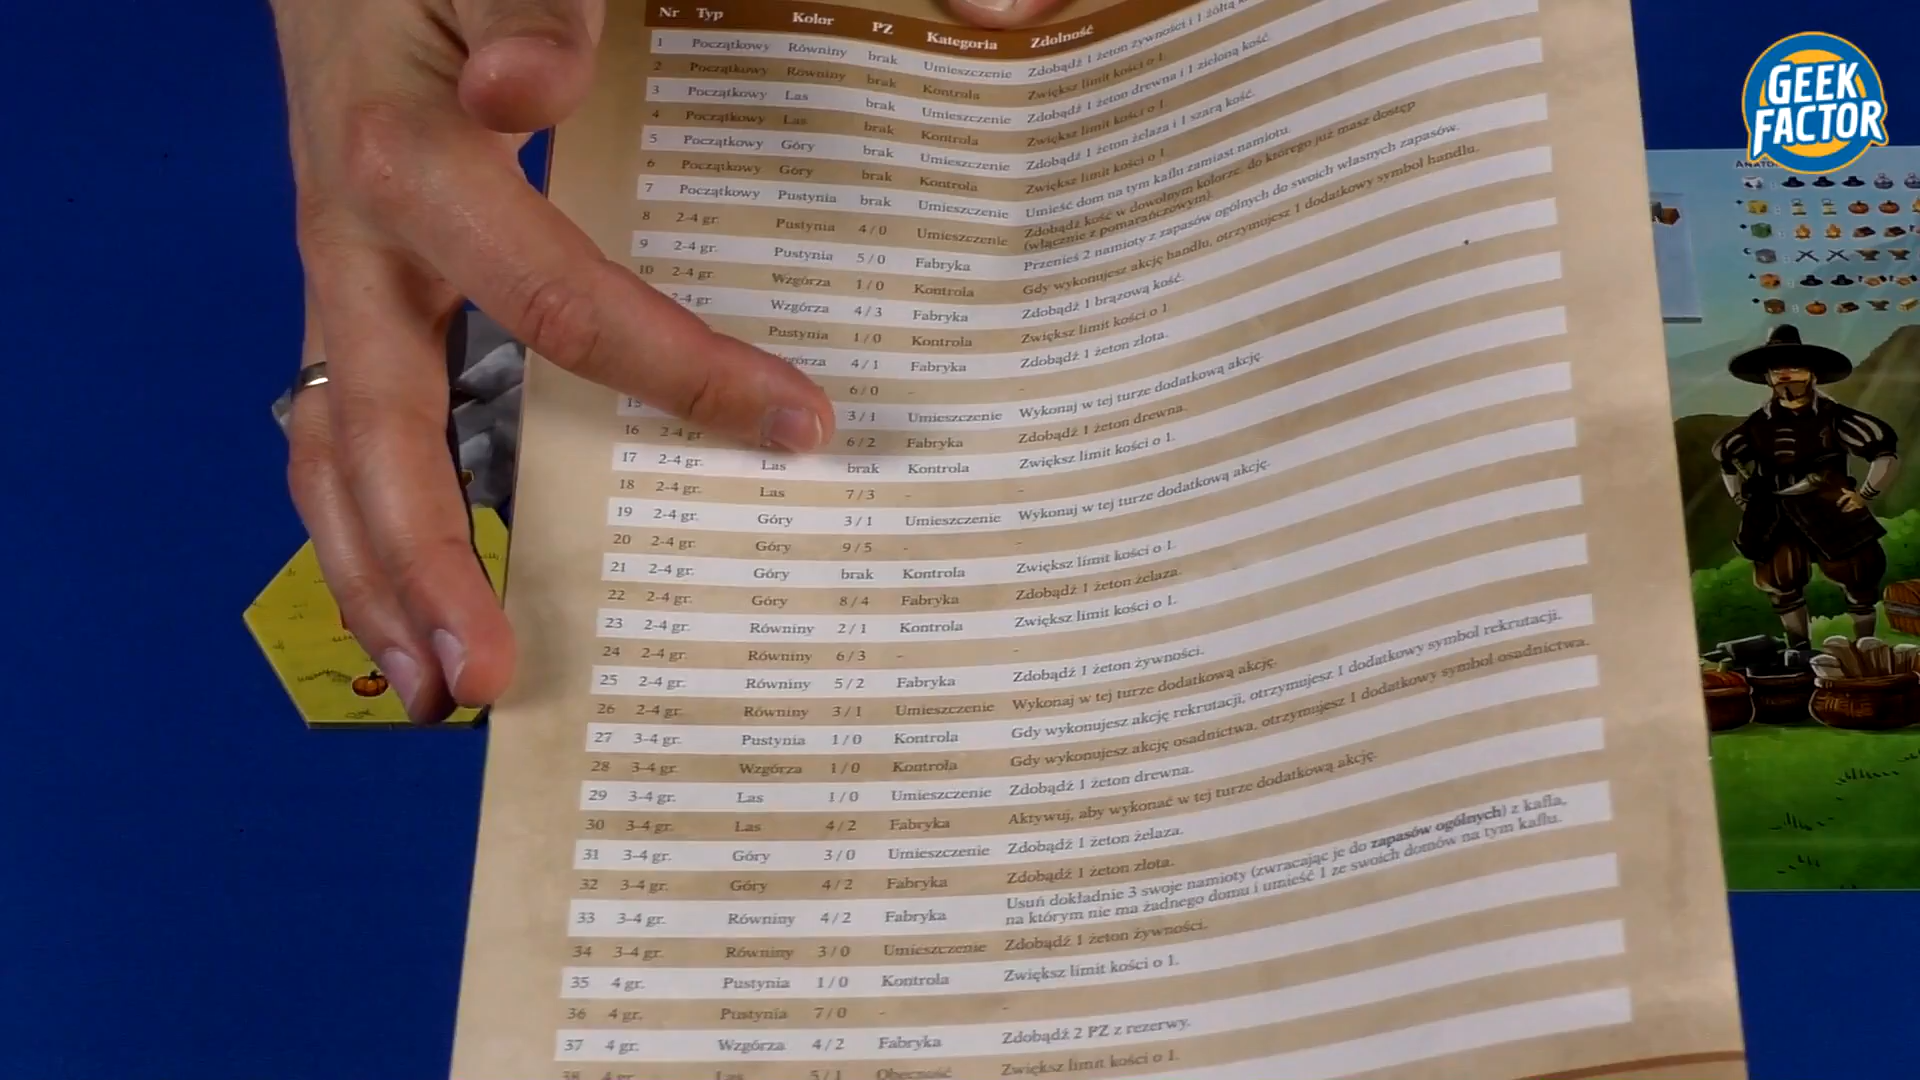 Nr Typ Kolor PZ Kategoria Zdolność
1 Początkowy Równiny brak Umieszczenie Zdobądź 1 żeton żywności i 1 żółtą
2 Początkowy Równiny brak Kontrola Zwiększ limit kości o 1.
3 Początkowy Las brak Umieszczenie Zdobądź 1 żeton drewna i 1 zieloną kość.
4 Początkowy Las brak Kontrola Zwiększ limit kości o 1.
5 Początkowy Góry brak Umieszczenie Zdobądź 1 żeton żelaza i 1 szarą kość.
6 Początkowy Góry brak Kontrola Zwiększ limit kości o 1.
7 Początkowy Pustynia brak Umieszczenie Umieść dom na tym kaflu zamiast namiotu.
8 2-4 gr. Pustynia 4/0 Umieszczenie Zdobądź kość w dowolnym kolorze, do którego już masz dostęp
(włącznie z pomarańczowym).
9 2-4 gr. Pustynia 5/0 Fabryka Przenieś 2 namioty z zapasów ogólnych do swoich własnych zapasów.
10 2-4 gr. Wzgórza 1/0 Kontrola Gdy wykonujesz akcję handlu, otrzymujesz 1 dodatkowy symbol handlu.
2-4 gr. Wzgórza 4/3 Fabryka Zdobądź 1 brązową kość.
Pustynia 1/0 Kontrola Zwiększ limit kości o 1.
4/1 Fabryka Zdobądź 1 żeton złota.
6/0 - -
15 3/1 Umieszczenie Wykonaj w tej turze dodatkową akcję.
16 2-4 gr. 6/2 Fabryka Zdobądź 1 żeton drewna.
17 2-4 gr. Las brak Kontrola Zwiększ limit kości o 1.
18 2-4 gr. Las 7/3 - -
19 2-4 gr. Góry 3/1 Umieszczenie Wykonaj w tej turze dodatkową akcję.
20 2-4 gr. Góry 9/5 - -
21 2-4 gr. Góry brak Kontrola Zwiększ limit kości o 1.
22 2-4 gr. Góry 8/4 Fabryka Zdobądź 1 żeton żelaza.
23 2-4 gr. Równiny 2/1 Kontrola Zwiększ limit kości o 1.
24 2-4 gr. Równiny 6/3 - -
25 2-4 gr. Równiny 5/2 Fabryka Zdobądź 1 żeton żywności.
26 2-4 gr. Równiny 3/1 Umieszczenie Wykonaj w tej turze dodatkową akcję.
27 3-4 gr. Pustynia 1/0 Kontrola Gdy wykonujesz akcję rekrutacji, otrzymujesz 1 dodatkowy symbol rekrutacji.
28 3-4 gr. Wzgórza 1/0 Kontrola Gdy wykonujesz akcję osadnictwa, otrzymujesz 1 dodatkowy symbol osadnictwa.
29 3-4 gr. Las 1/0 Umieszczenie Zdobądź 1 żeton drewna.
30 3-4 gr. Las 4/2 Fabryka Aktywuj, aby wykonać w tej turze dodatkową akcję.
31 3-4 gr. Góry 3/0 Umieszczenie Zdobądź 1 żeton żelaza.
32 3-4 gr. Góry 4/2 Fabryka Zdobądź 1 żeton złota.
33 3-4 gr. Równiny 4/2 Fabryka Usuń dokładnie 3 swoje namioty (zwracając je do zapasów ogólnych) z kafla,
na którym nie ma żadnego domu i umieść 1 ze swoich domów na tym kaflu.
34 3-4 gr. Równiny 3/0 Umieszczenie Zdobądź 1 żeton żywności.
35 4 gr. Pustynia 1/0 Kontrola Zwiększ limit kości o 1.
36 4 gr. Pustynia 7/0 - -
37 4 gr. Wzgórza 4/2 Fabryka Zdobądź 2 PZ z rezerwy.
38 4 gr. Las 5/1 Obecność Zwiększ limit kości o 1.
GEEK
FACTOR